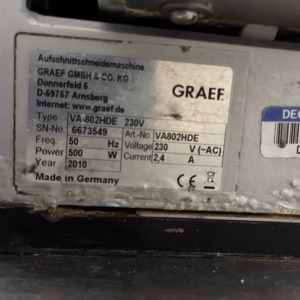 Aufschnittschneidemaschine
GRAEF GMBH & CO. KG
Donnerfeld 6
D-59757 Arnsberg
Internet: www.graef.de
GRAEF
Type VA-802HDE 230V
SN-No. 6673549 Art.-No VA802HDE
Freq. 50 Hz Voltage 230 V (~AC)
Power 500 W Current 2,4 A
Year 2010
Made in Germany CE
DEC